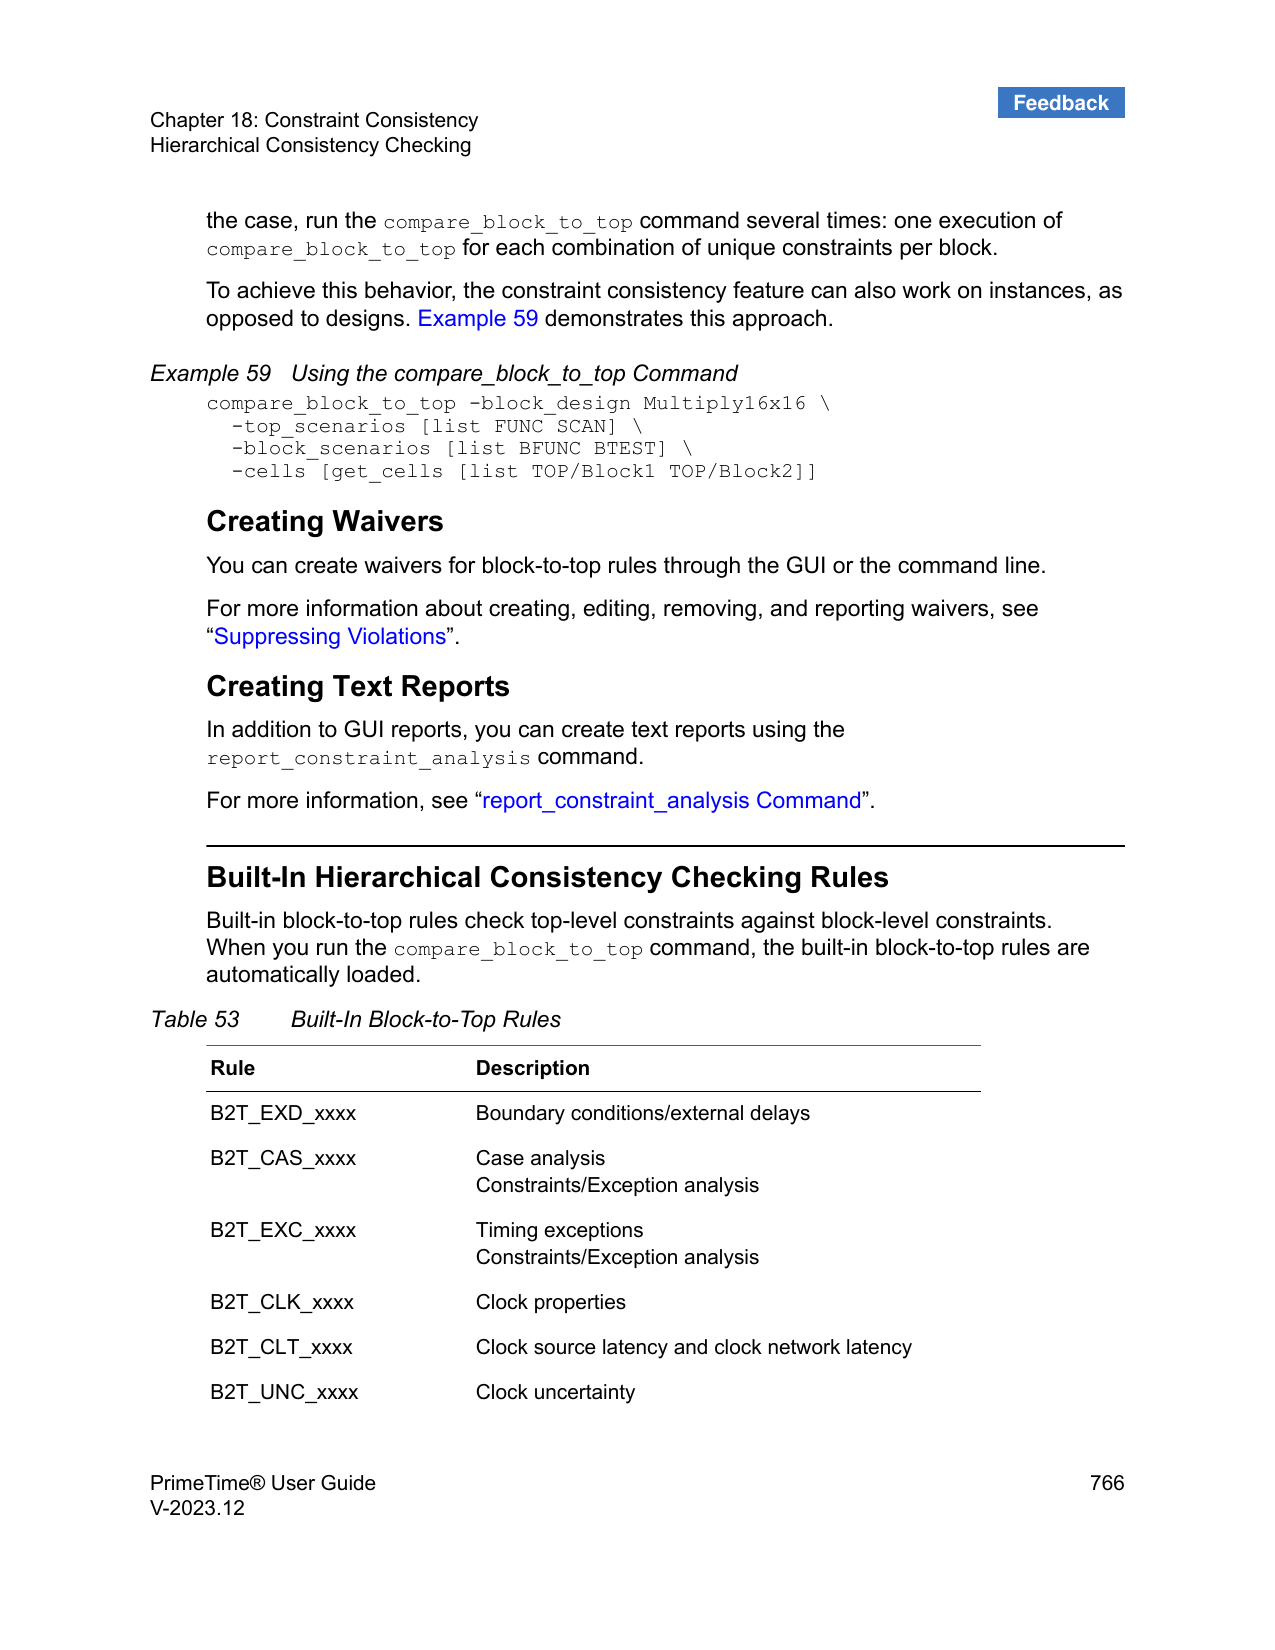 Feedback
Chapter 18: Constraint Consistency
Hierarchical Consistency Checking
the case, run the compare_block_to_top command several times: one execution of
compare_block_to_top for each combination of unique constraints per block.
To achieve this behavior, the constraint consistency feature can also work on instances, as
opposed to designs. Example 59 demonstrates this approach.
Example 59 Using the compare_block_to_top Command
compare_block_to_top -block_design Multiply16x16 \
-top_scenarios [list FUNC SCAN] \
-block_scenarios [list BFUNC BTEST] \
-cells [get_cells [list TOP/Block1 TOP/Block2]]
Creating Waivers
You can create waivers for block-to-top rules through the GUI or the command line.
For more information about creating, editing, removing, and reporting waivers, see
“Suppressing Violations”.
Creating Text Reports
In addition to GUI reports, you can create text reports using the
report_constraint_analysis command.
For more information, see “report_constraint_analysis Command”.
Built-In Hierarchical Consistency Checking Rules
Built-in block-to-top rules check top-level constraints against block-level constraints.
When you run the compare_block_to_top command, the built-in block-to-top rules are
automatically loaded.
Table 53 Built-In Block-to-Top Rules
Rule Description
B2T_EXD_xxxx Boundary conditions/external delays
B2T_CAS_xxxx Case analysis
Constraints/Exception analysis
B2T_EXC_xxxx Timing exceptions
Constraints/Exception analysis
B2T_CLK_xxxx Clock properties
B2T_CLT_xxxx Clock source latency and clock network latency
B2T_UNC_xxxx Clock uncertainty
PrimeTime® User Guide 766
V-2023.12